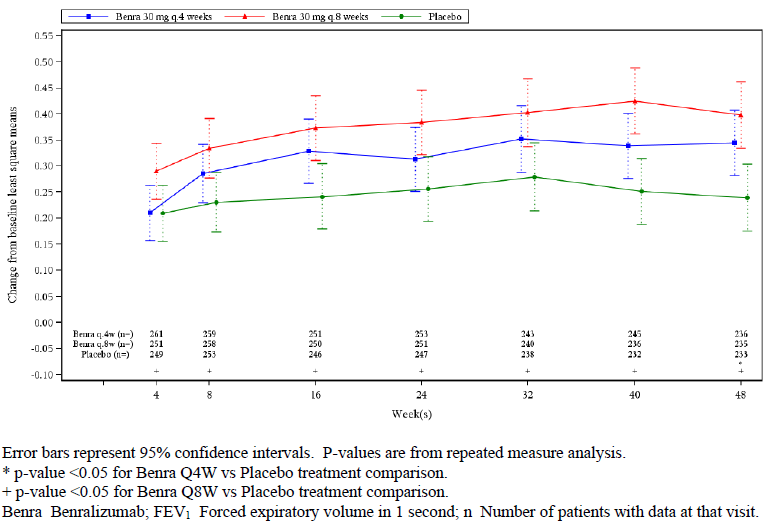 Benra 30 mg q.4 weeks Benra 30 mg q.8 weeks Placebo
0.55
0.50
0.45
0.40
0.35
0.30
0.25
0.20
0.15
0.10
0.05
0.00
-0.05
-0.10
Change from baseline least square means
Benra q.4w (n=) 261 259 251 253 243 245 236
Benra q.8w (n=) 251 258 250 251 240 236 235
Placebo (n=) 249 253 246 247 238 232 233
*
+ + + + + + +
4 8 16 24 32 40 48
Week(s)
Error bars represent 95% confidence intervals. P-values are from repeated measure analysis.
* p-value <0.05 for Benra Q4W vs Placebo treatment comparison.
+ p-value <0.05 for Benra Q8W vs Placebo treatment comparison.
Benra Benralizumab; FEV₁ Forced expiratory volume in 1 second; n Number of patients with data at that visit.